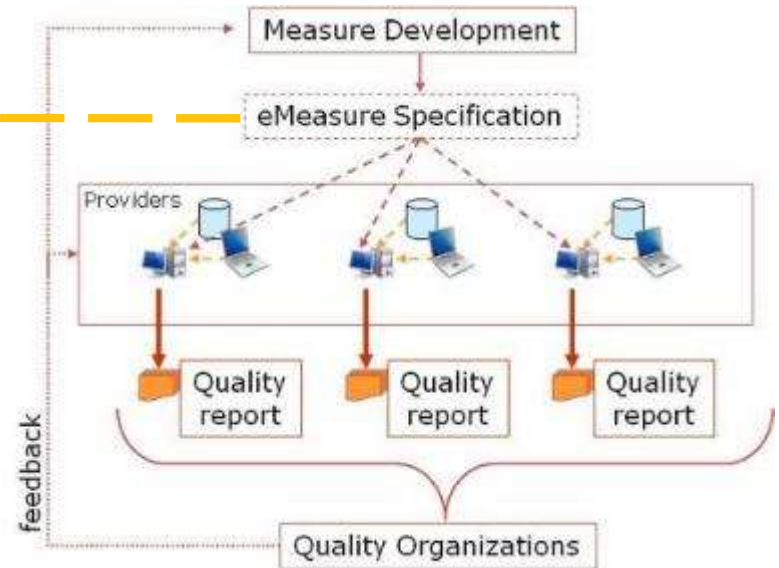 Measure Development
eMeasure Specification
Providers
Quality
report
Quality
report
Quality
report
feedback
Quality Organizations